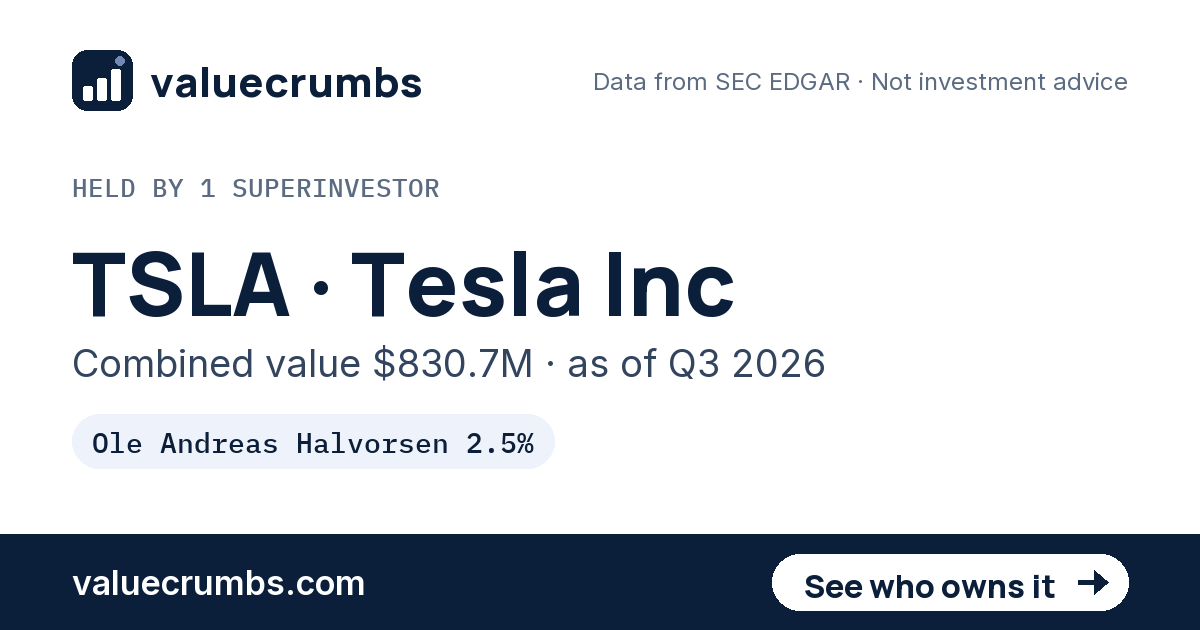 valuecrumbs
Data from SEC EDGAR · Not investment advice
HELD BY 1 SUPERINVESTOR
TSLA · Tesla Inc
Combined value $830.7M · as of Q3 2026
Ole Andreas Halvorsen 2.5%
valuecrumbs.com
See who owns it →